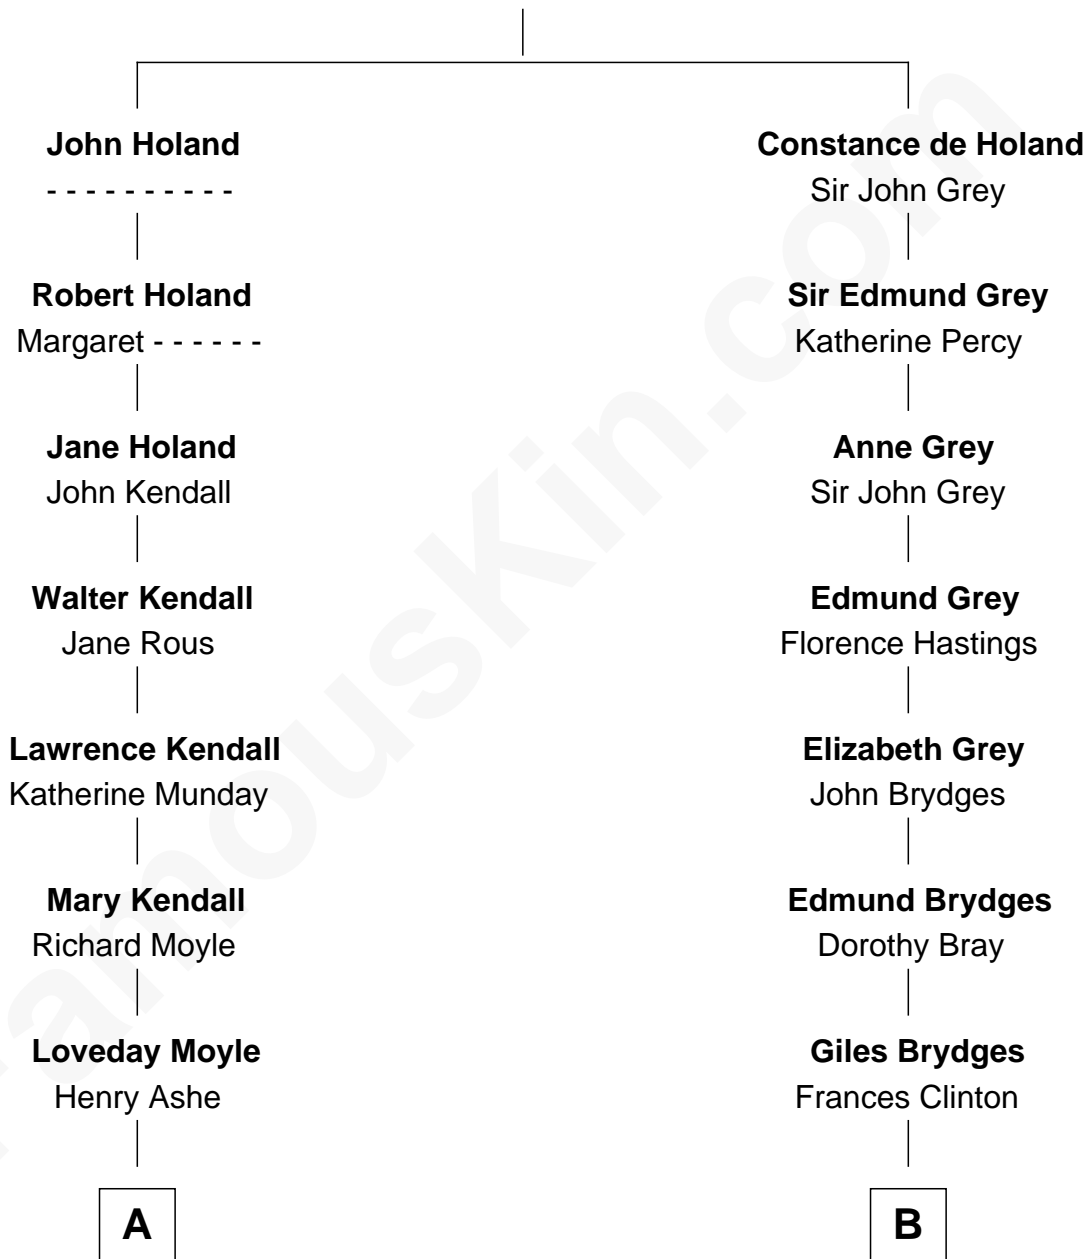 John Holand
- - - - - - - - - -
Robert Holand
Margaret - - - - - -
Jane Holand
John Kendall
Walter Kendall
Jane Rous
Lawrence Kendall
Katherine Munday
Mary Kendall
Richard Moyle
Loveday Moyle
Henry Ashe
A
Constance de Holand
Sir John Grey
Sir Edmund Grey
Katherine Percy
Anne Grey
Sir John Grey
Edmund Grey
Florence Hastings
Elizabeth Grey
John Brydges
Edmund Brydges
Dorothy Bray
Giles Brydges
Frances Clinton
B
FamousKin.com